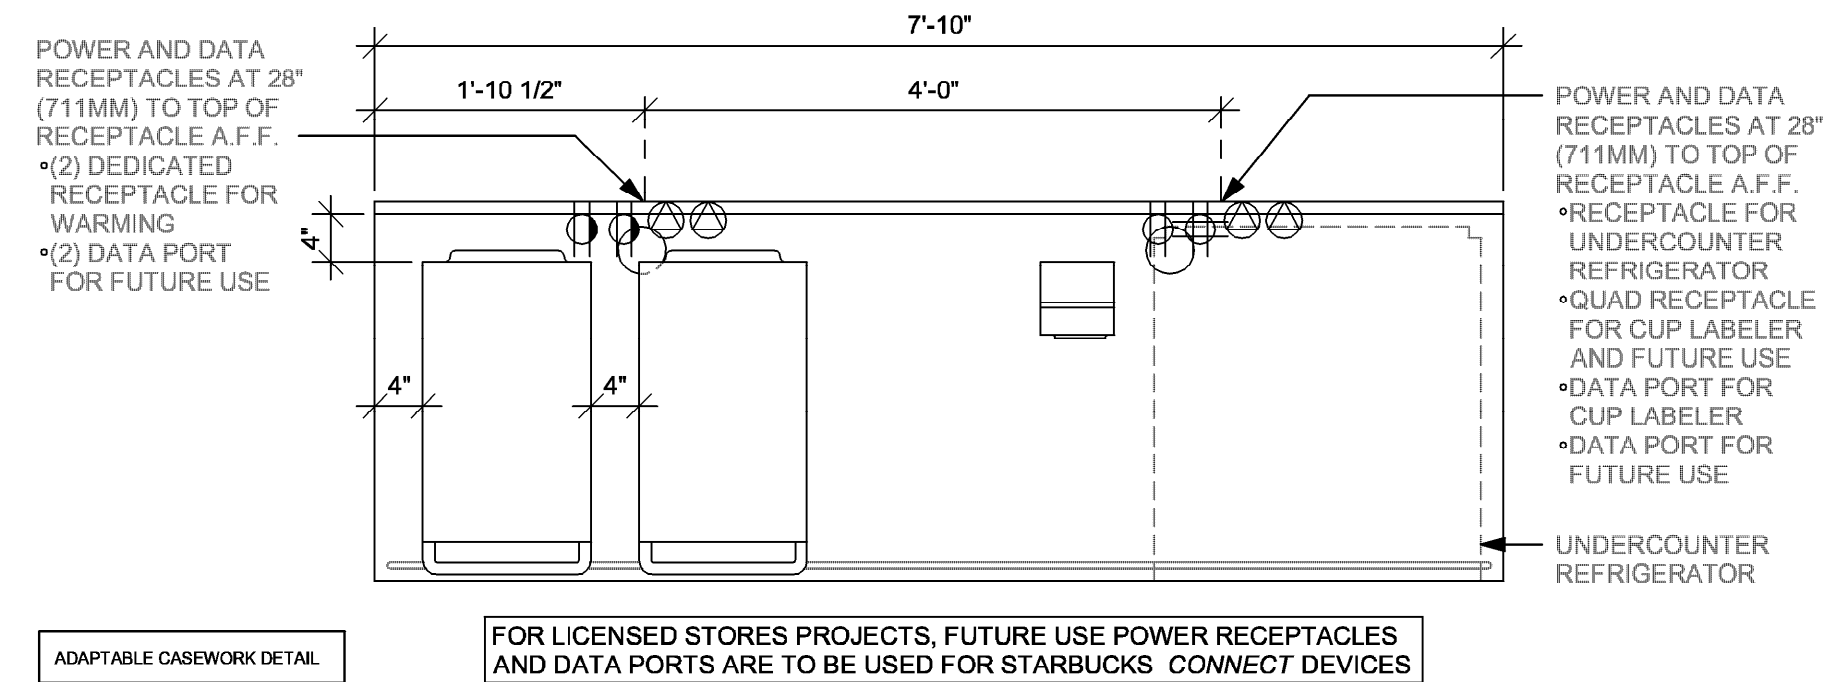 7'-10"
POWER AND DATA
RECEPTACLES AT 28"
(711MM) TO TOP OF
RECEPTACLE A.F.F.
(2) DEDICATED
RECEPTACLE FOR
WARMING
(2) DATA PORT
FOR FUTURE USE
1'-10 1/2"
4'-0"
4"
4"
4"
POWER AND DATA
RECEPTACLES AT 28"
(711MM) TO TOP OF
RECEPTACLE A.F.F.
RECEPTACLE FOR
UNDERCOUNTER
REFRIGERATOR
QUAD RECEPTACLE
FOR CUP LABELER
AND FUTURE USE
DATA PORT FOR
CUP LABELER
DATA PORT FOR
FUTURE USE
UNDERCOUNTER
REFRIGERATOR
ADAPTABLE CASEWORK DETAIL
FOR LICENSED STORES PROJECTS, FUTURE USE POWER RECEPTACLES
AND DATA PORTS ARE TO BE USED FOR STARBUCKS CONNECT DEVICES